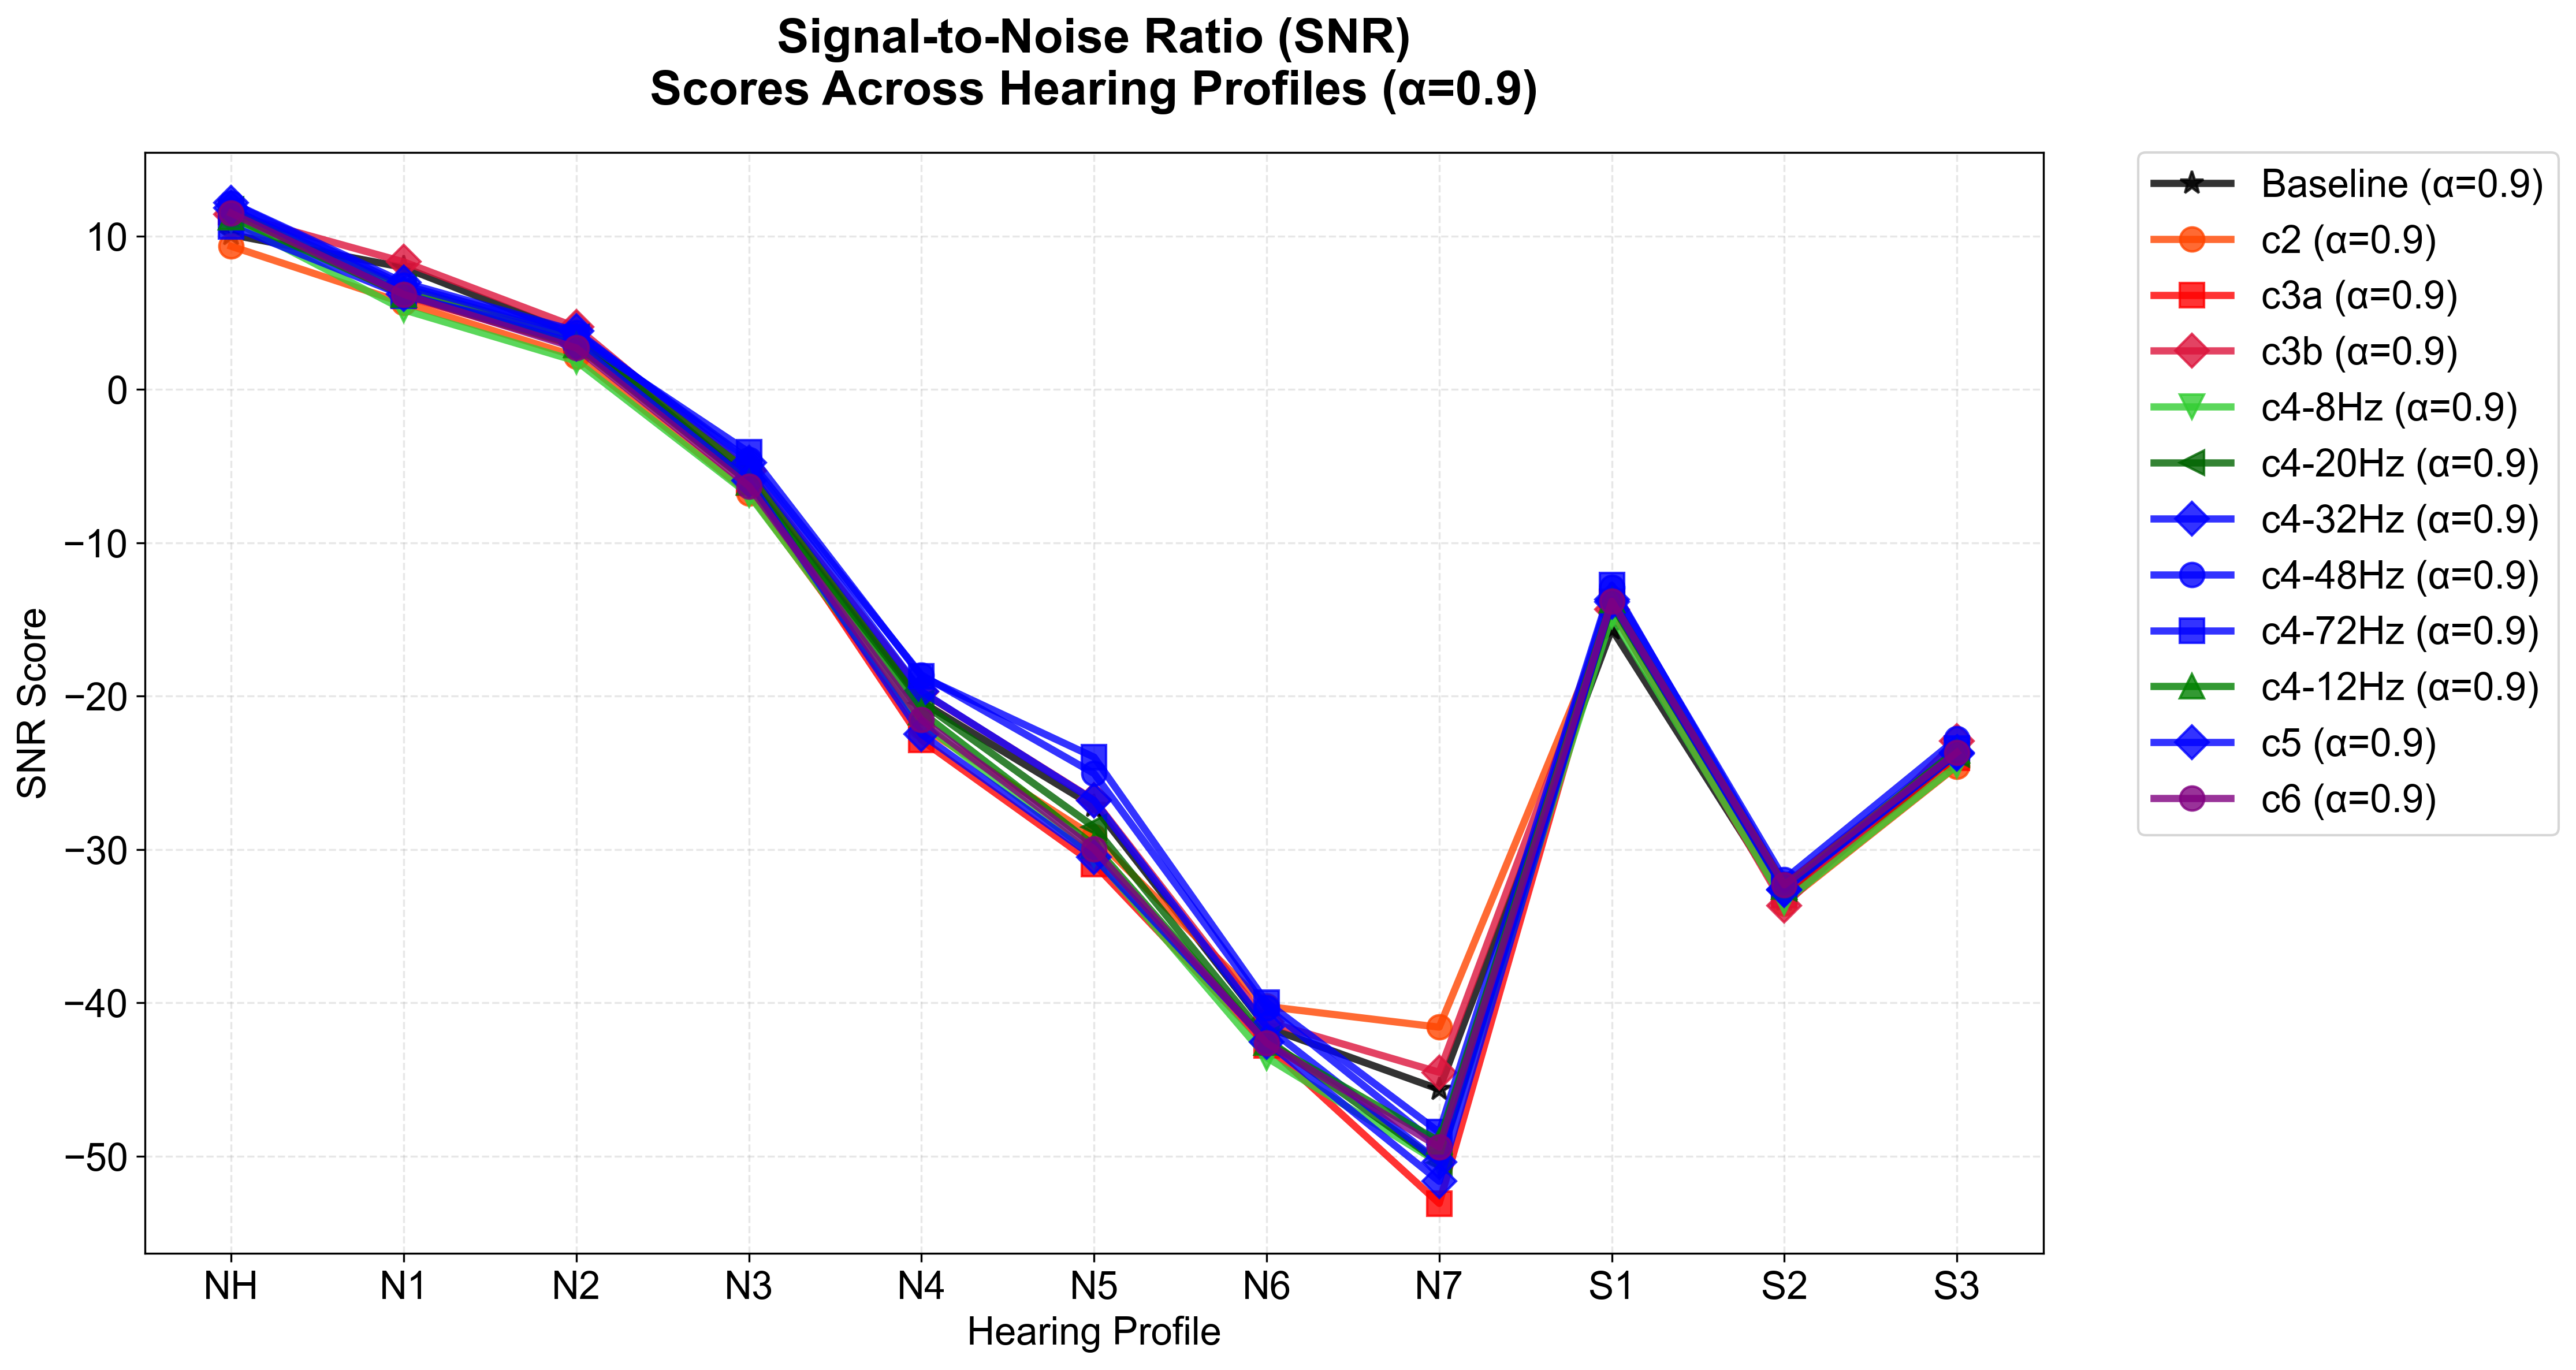 Signal-to-Noise Ratio (SNR)
Scores Across Hearing Profiles (α=0.9)
SNR Score
10
0
−10
−20
−30
−40
−50
NH N1 N2 N3 N4 N5 N6 N7 S1 S2 S3
Hearing Profile
Baseline (α=0.9)
c2 (α=0.9)
c3a (α=0.9)
c3b (α=0.9)
c4-8Hz (α=0.9)
c4-20Hz (α=0.9)
c4-32Hz (α=0.9)
c4-48Hz (α=0.9)
c4-72Hz (α=0.9)
c4-12Hz (α=0.9)
c5 (α=0.9)
c6 (α=0.9)